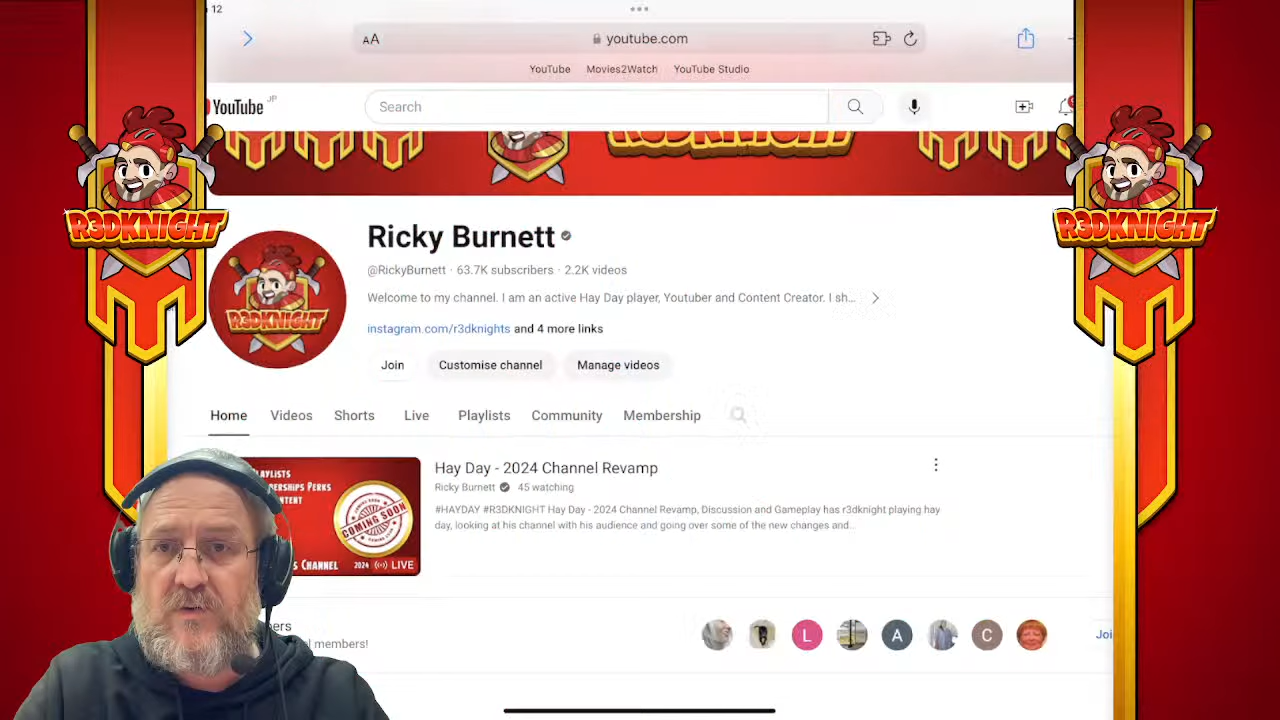 12
AA
youtube.com
YouTube
Movies2Watch
YouTube Studio
YouTube JP
Search
R3DKNIGHT
R3DKNIGHT
R3DKNIGHT
Ricky Burnett
@RickyBurnett · 63.7K subscribers · 2.2K videos
Welcome to my channel. I am an active Hay Day player, Youtuber and Content Creator. I sh...
R3DKNIGHT
instagram.com/r3dknights and 4 more links
Join
Customise channel
Manage videos
Home
Videos
Shorts
Live
Playlists
Community
Membership
Hay Day - 2024 Channel Revamp
Ricky Burnett
45 watching
#HAYDAY #R3DKNIGHT Hay Day - 2024 Channel Revamp, Discussion and Gameplay has r3dknight playing hay
day, looking at his channel with his audience and going over some of the new changes and...
COMING SOON
Channel
2024
LIVE
members!
L
A
C